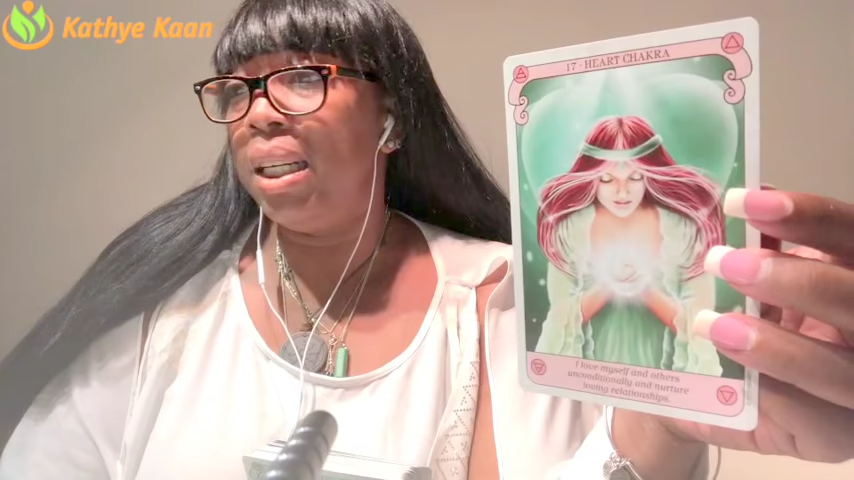 Kathye Kaan
17 · HEART CHAKRA
I love myself and others
unconditionally and nurture
loving relationships.